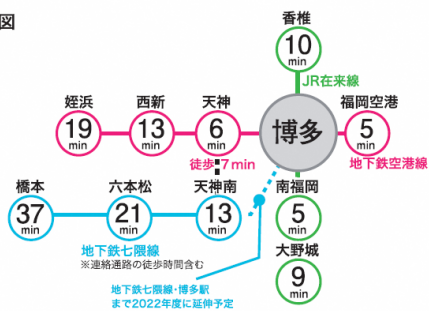 図
香椎
10
min
JR在来線
姪浜
19
min
西新
13
min
天神
6
min
博多
福岡空港
5
min
地下鉄空港線
徒歩 7min
橋本
37
min
六本松
21
min
天神南
13
min
南福岡
5
min
地下鉄七隈線
※連絡通路の徒歩時間含む
大野城
9
min
地下鉄七隈線・博多駅
まで2022年度に延伸予定